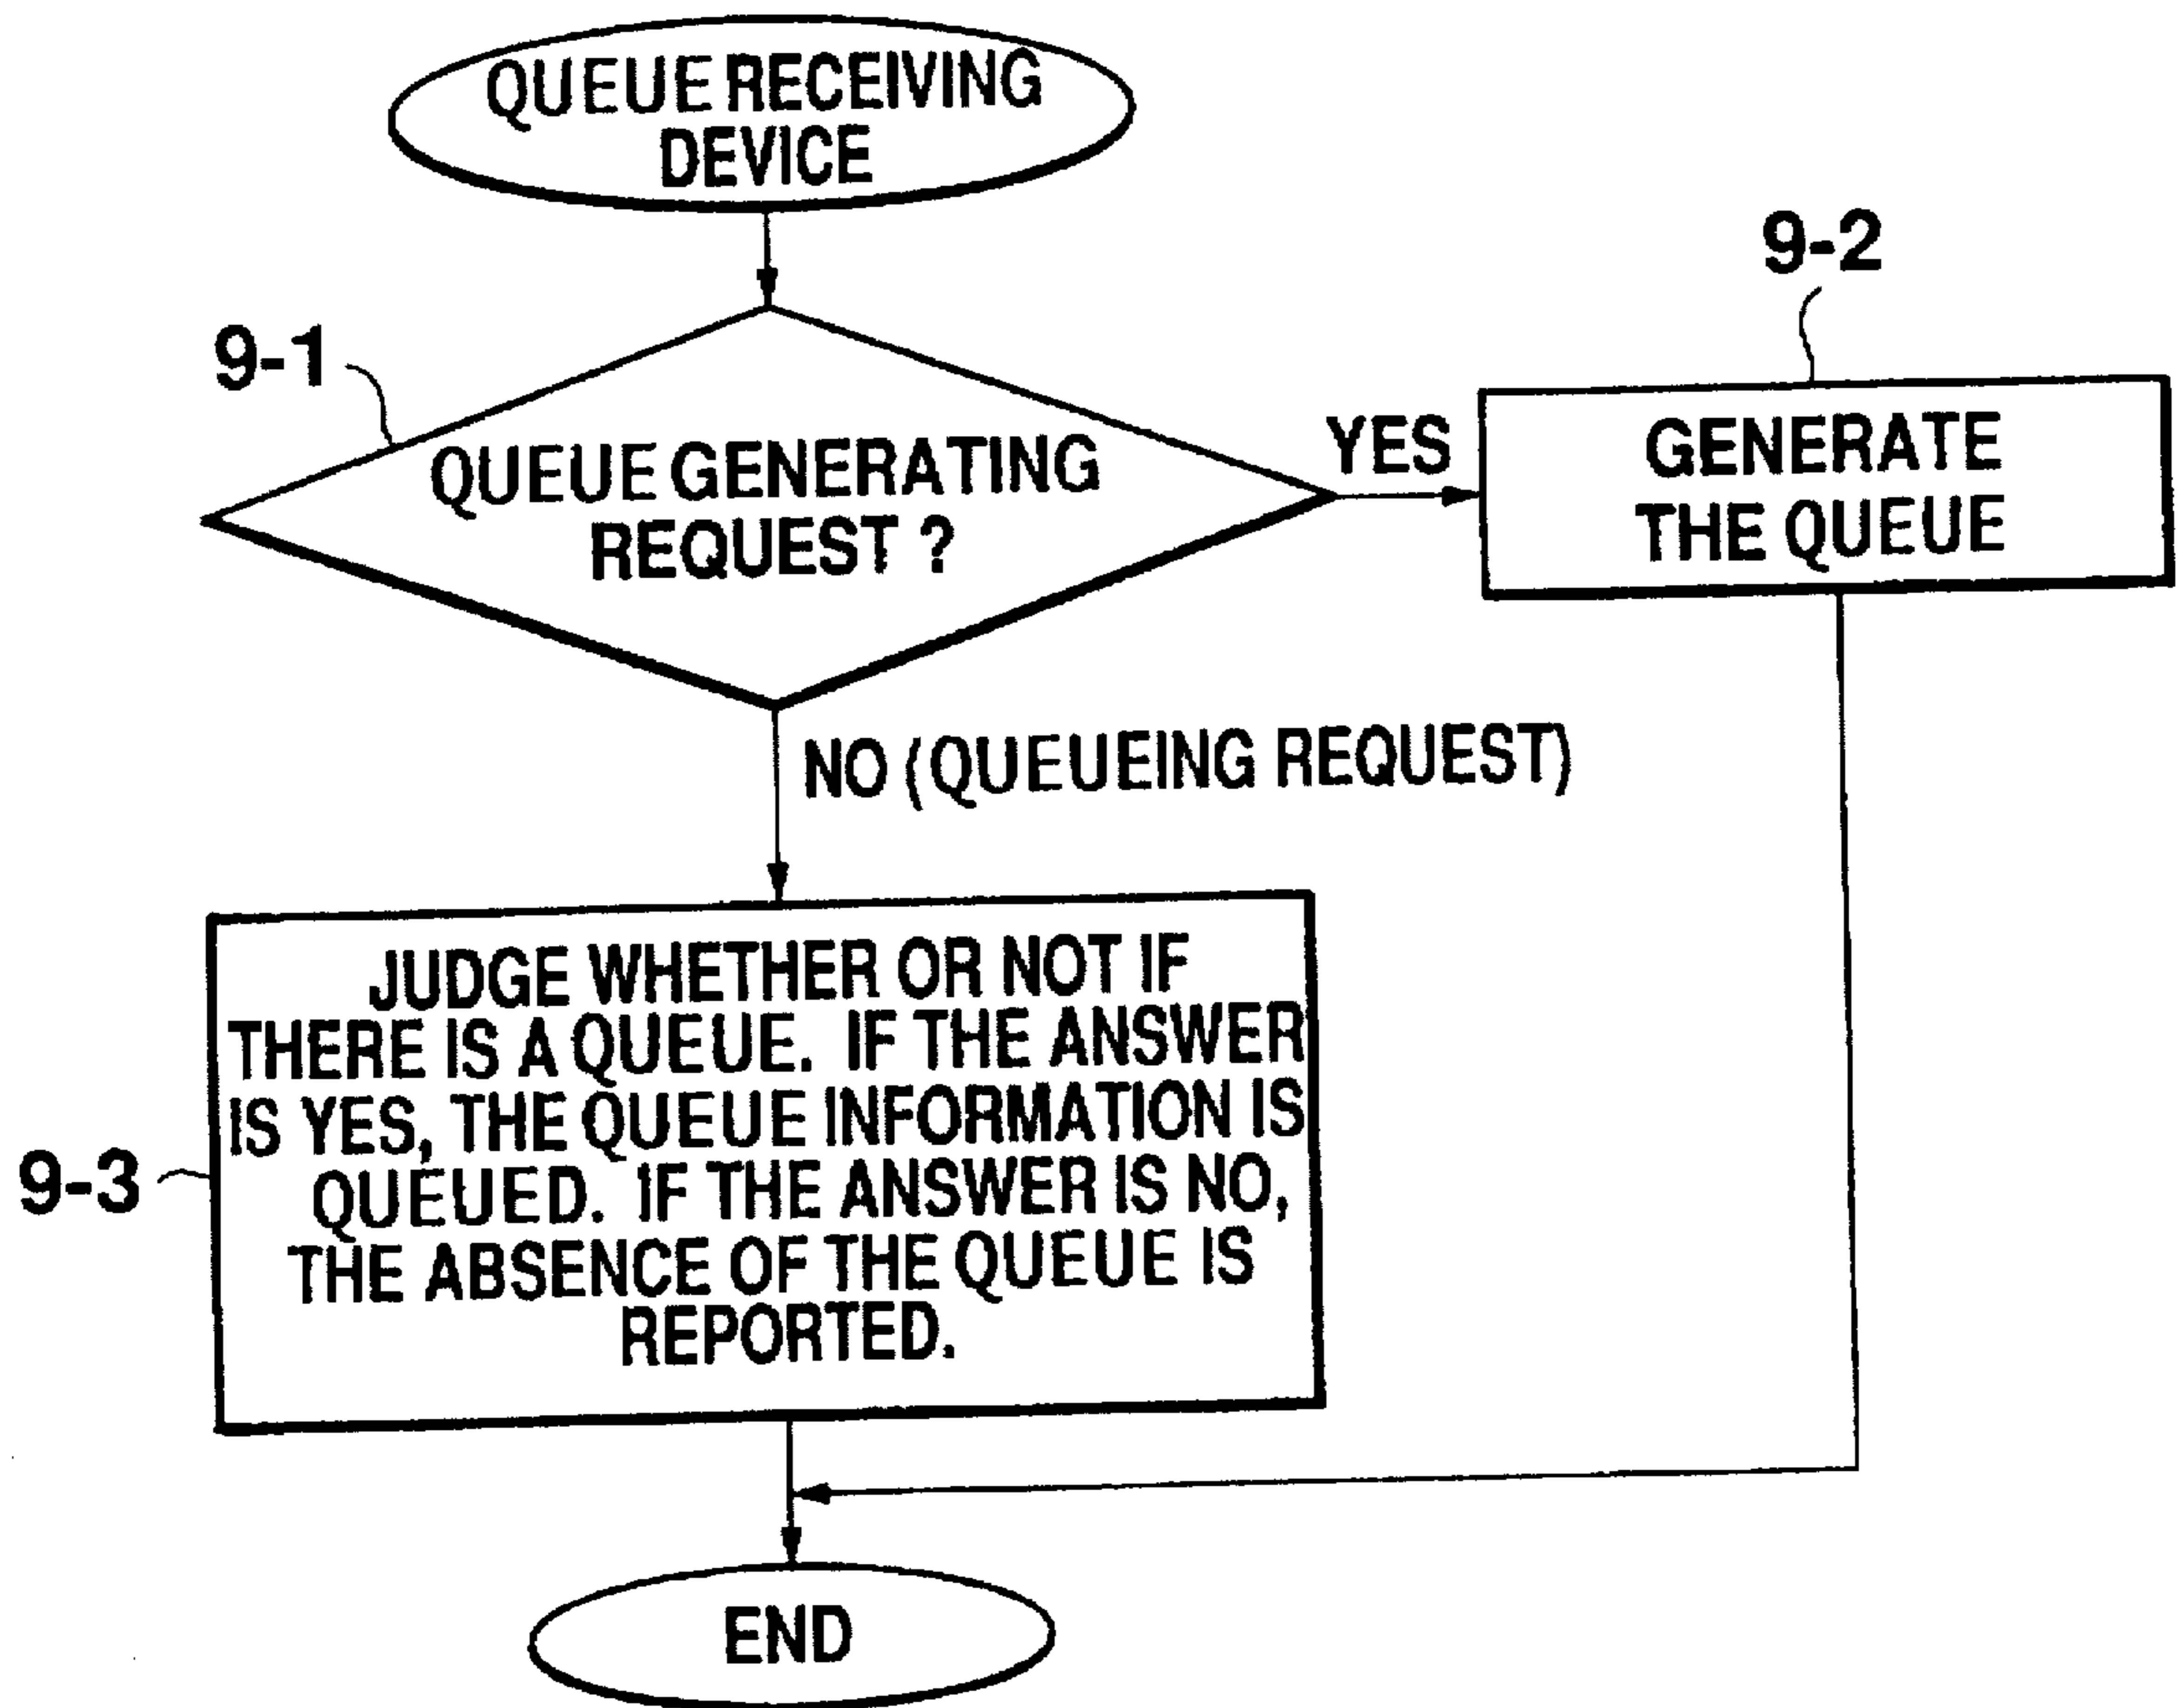 QUEUE RECEIVING
DEVICE
9-1
QUEUE GENERATING
REQUEST ?
YES
9-2
GENERATE
THE QUEUE
NO (QUEUEING REQUEST)
9-3
JUDGE WHETHER OR NOT IF
THERE IS A QUEUE. IF THE ANSWER
IS YES, THE QUEUE INFORMATION IS
QUEUED. IF THE ANSWER IS NO,
THE ABSENCE OF THE QUEUE IS
REPORTED.
END